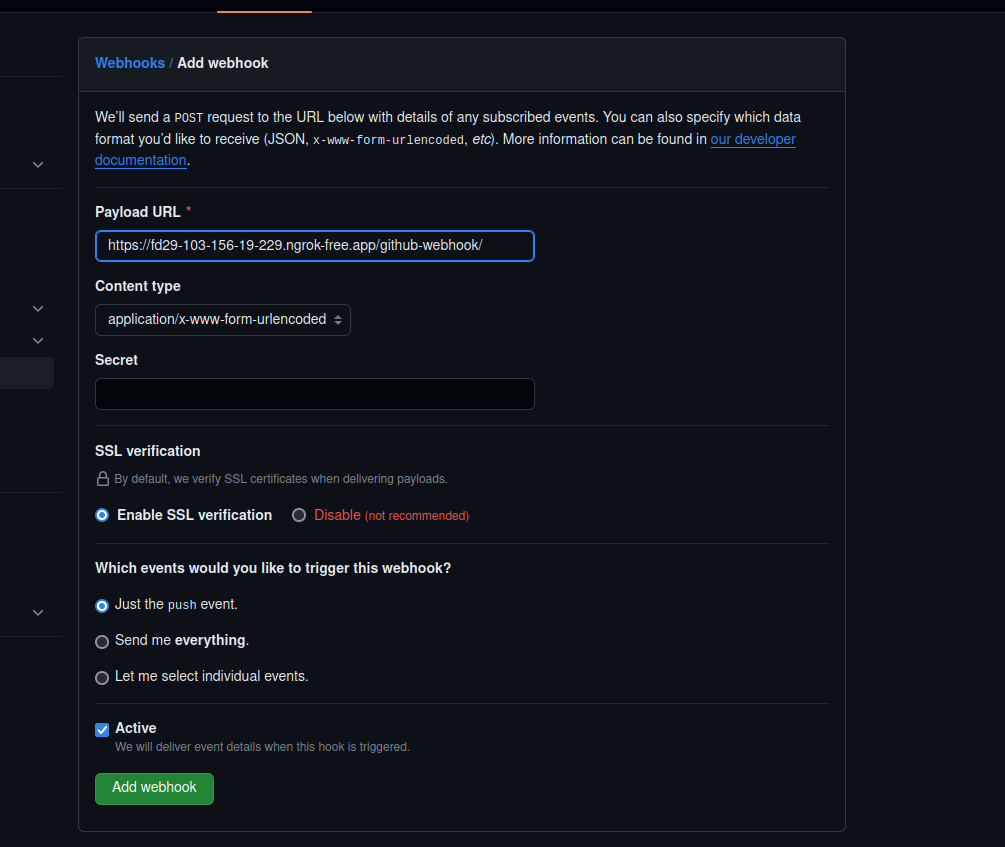 Webhooks / Add webhook
We'll send a POST request to the URL below with details of any subscribed events. You can also specify which data
format you'd like to receive (JSON, x-www-form-urlencoded, etc). More information can be found in our developer
documentation.
Payload URL *
https://fd29-103-156-19-229.ngrok-free.app/github-webhook/
Content type
application/x-www-form-urlencoded
Secret
SSL verification
By default, we verify SSL certificates when delivering payloads.
Enable SSL verification Disable (not recommended)
Which events would you like to trigger this webhook?
Just the push event.
Send me everything.
Let me select individual events.
Active
We will deliver event details when this hook is triggered.
Add webhook